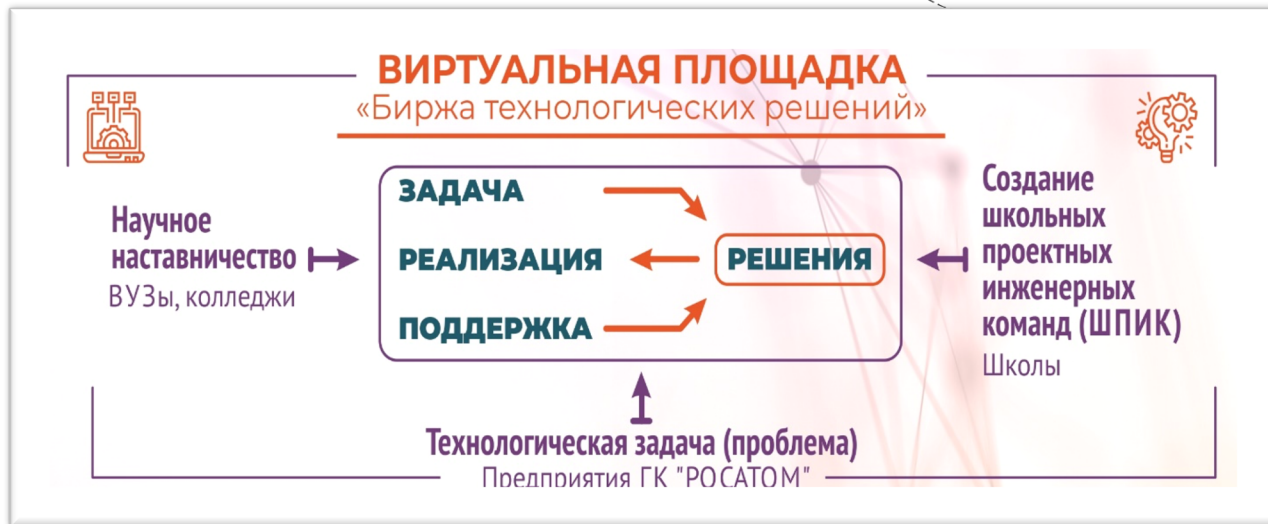 ВИРТУАЛЬНАЯ ПЛОЩАДКА
«Биржа технологических решений»
Научное
наставничество
ВУЗы, колледжи
ЗАДАЧА
РЕАЛИЗАЦИЯ
ПОДДЕРЖКА
РЕШЕНИЯ
Создание
школьных
проектных
инженерных
команд (ШПИК)
Школы
Технологическая задача (проблема)
Предприятия ГК "РОСАТОМ"